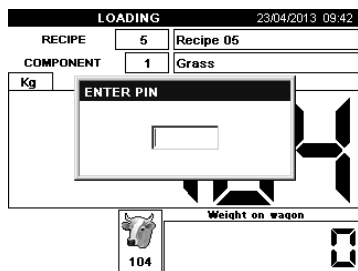 LOADING 23/04/2013 09:42
RECIPE 5 Recipe 05
COMPONENT 1 Grass
Kg
ENTER PIN
Weight on wagon
104 0